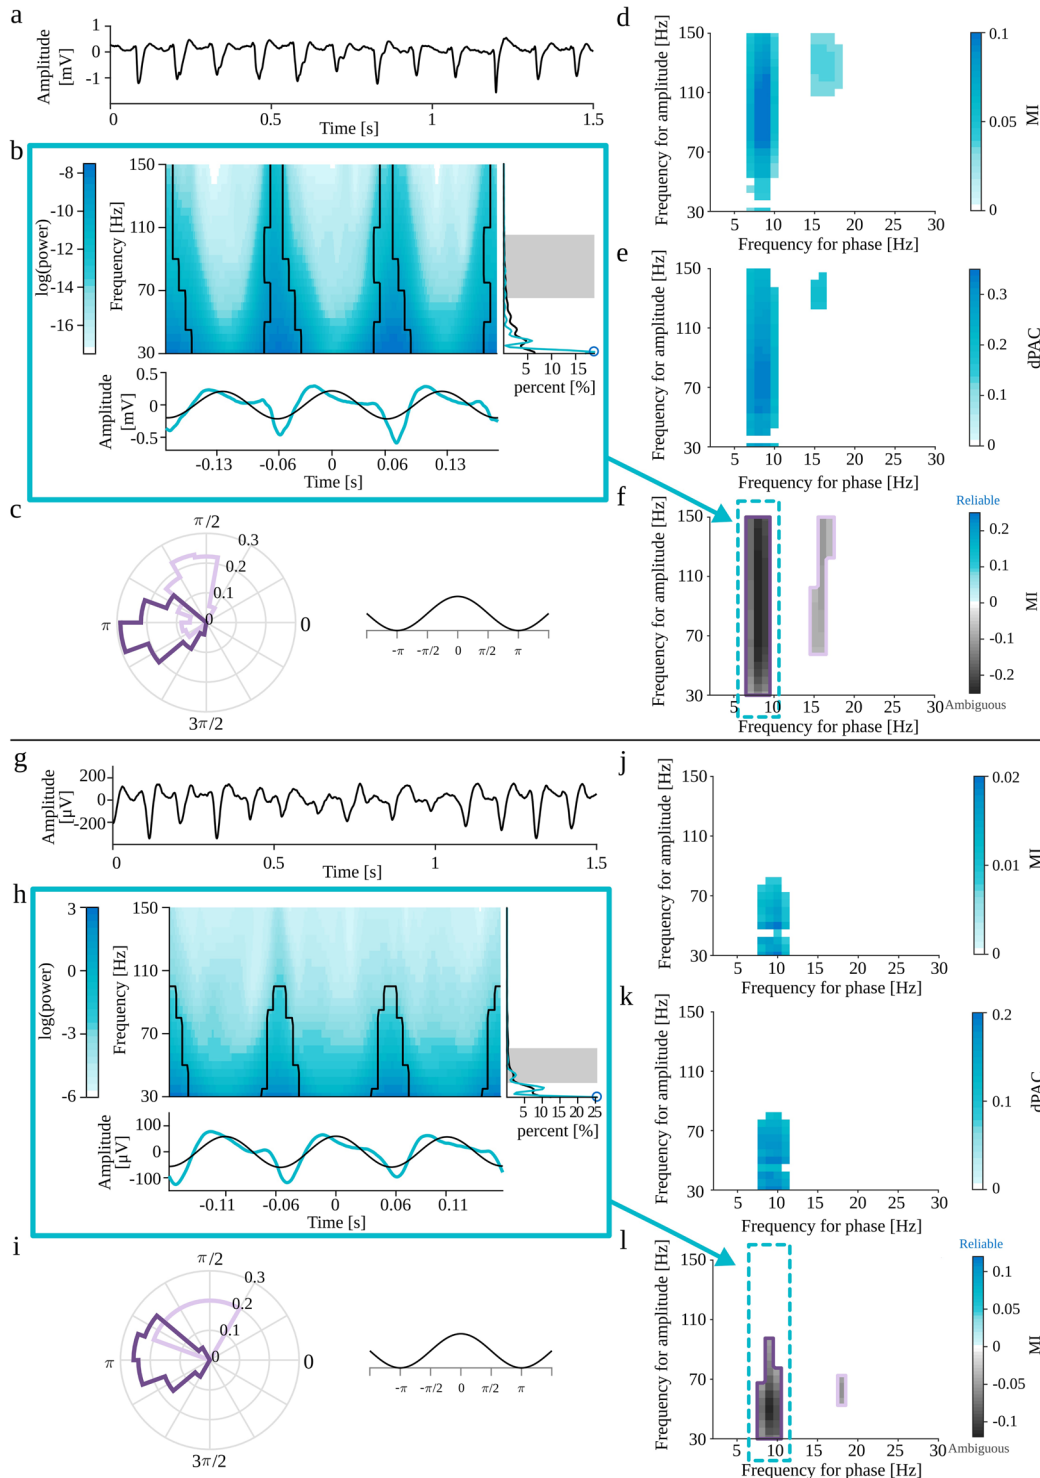 a
Amplitude [mV]
1
0
-1
0
0.5
1
1.5
Time [s]
b
log(power)
-8
-10
-12
-14
-16
Frequency [Hz]
150
110
70
30
5 10 15
percent [%]
Amplitude [mV]
0.5
0
-0.5
-0.13 -0.06 0 0.06 0.13
Time [s]
c
π/2
0.3
0.2
0.1
0
π
0
3π/2
-π -π/2 0 π/2 π
d
Frequency for amplitude [Hz]
150
110
70
30
5 10 15 20 25 30
Frequency for phase [Hz]
0.1
0.05
0
MI
e
Frequency for amplitude [Hz]
150
110
70
30
5 10 15 20 25 30
Frequency for phase [Hz]
0.3
0.2
0.1
0
dPAC
f
Frequency for amplitude [Hz]
150
110
70
30
5 10 15 20 25 30
Frequency for phase [Hz]
Reliable
0.2
0.1
0
-0.1
-0.2
Ambiguous
MI
g
Amplitude [μV]
200
0
-200
0
0.5
1
1.5
Time [s]
h
log(power)
3
0
-3
-6
Frequency [Hz]
150
110
70
30
5 10 15 20 25
percent [%]
Amplitude [μV]
100
0
-100
-0.11 -0.06 0 0.06 0.11
Time [s]
i
π/2
0.3
0.2
0.1
0
π
0
3π/2
-π -π/2 0 π/2 π
j
Frequency for amplitude [Hz]
150
110
70
30
5 10 15 20 25 30
Frequency for phase [Hz]
0.02
0.01
0
MI
k
Frequency for amplitude [Hz]
150
110
70
30
5 10 15 20 25 30
Frequency for phase [Hz]
0.2
0.1
0
dPAC
l
Frequency for amplitude [Hz]
150
110
70
30
5 10 15 20 25 30
Frequency for phase [Hz]
Reliable
0.1
0.05
0
-0.05
-0.1
Ambiguous
MI